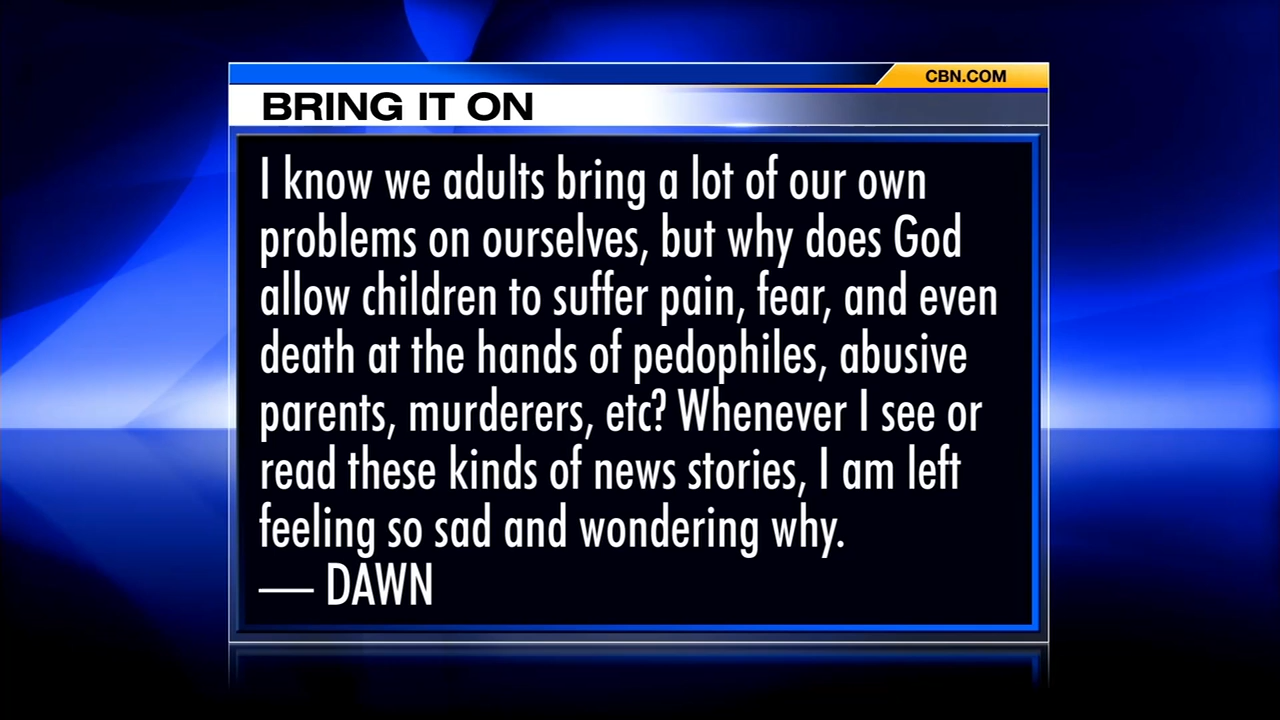 CBN.COM
BRING IT ON
I know we adults bring a lot of our own
problems on ourselves, but why does God
allow children to suffer pain, fear, and even
death at the hands of pedophiles, abusive
parents, murderers, etc? Whenever I see or
read these kinds of news stories, I am left
feeling so sad and wondering why.
— DAWN